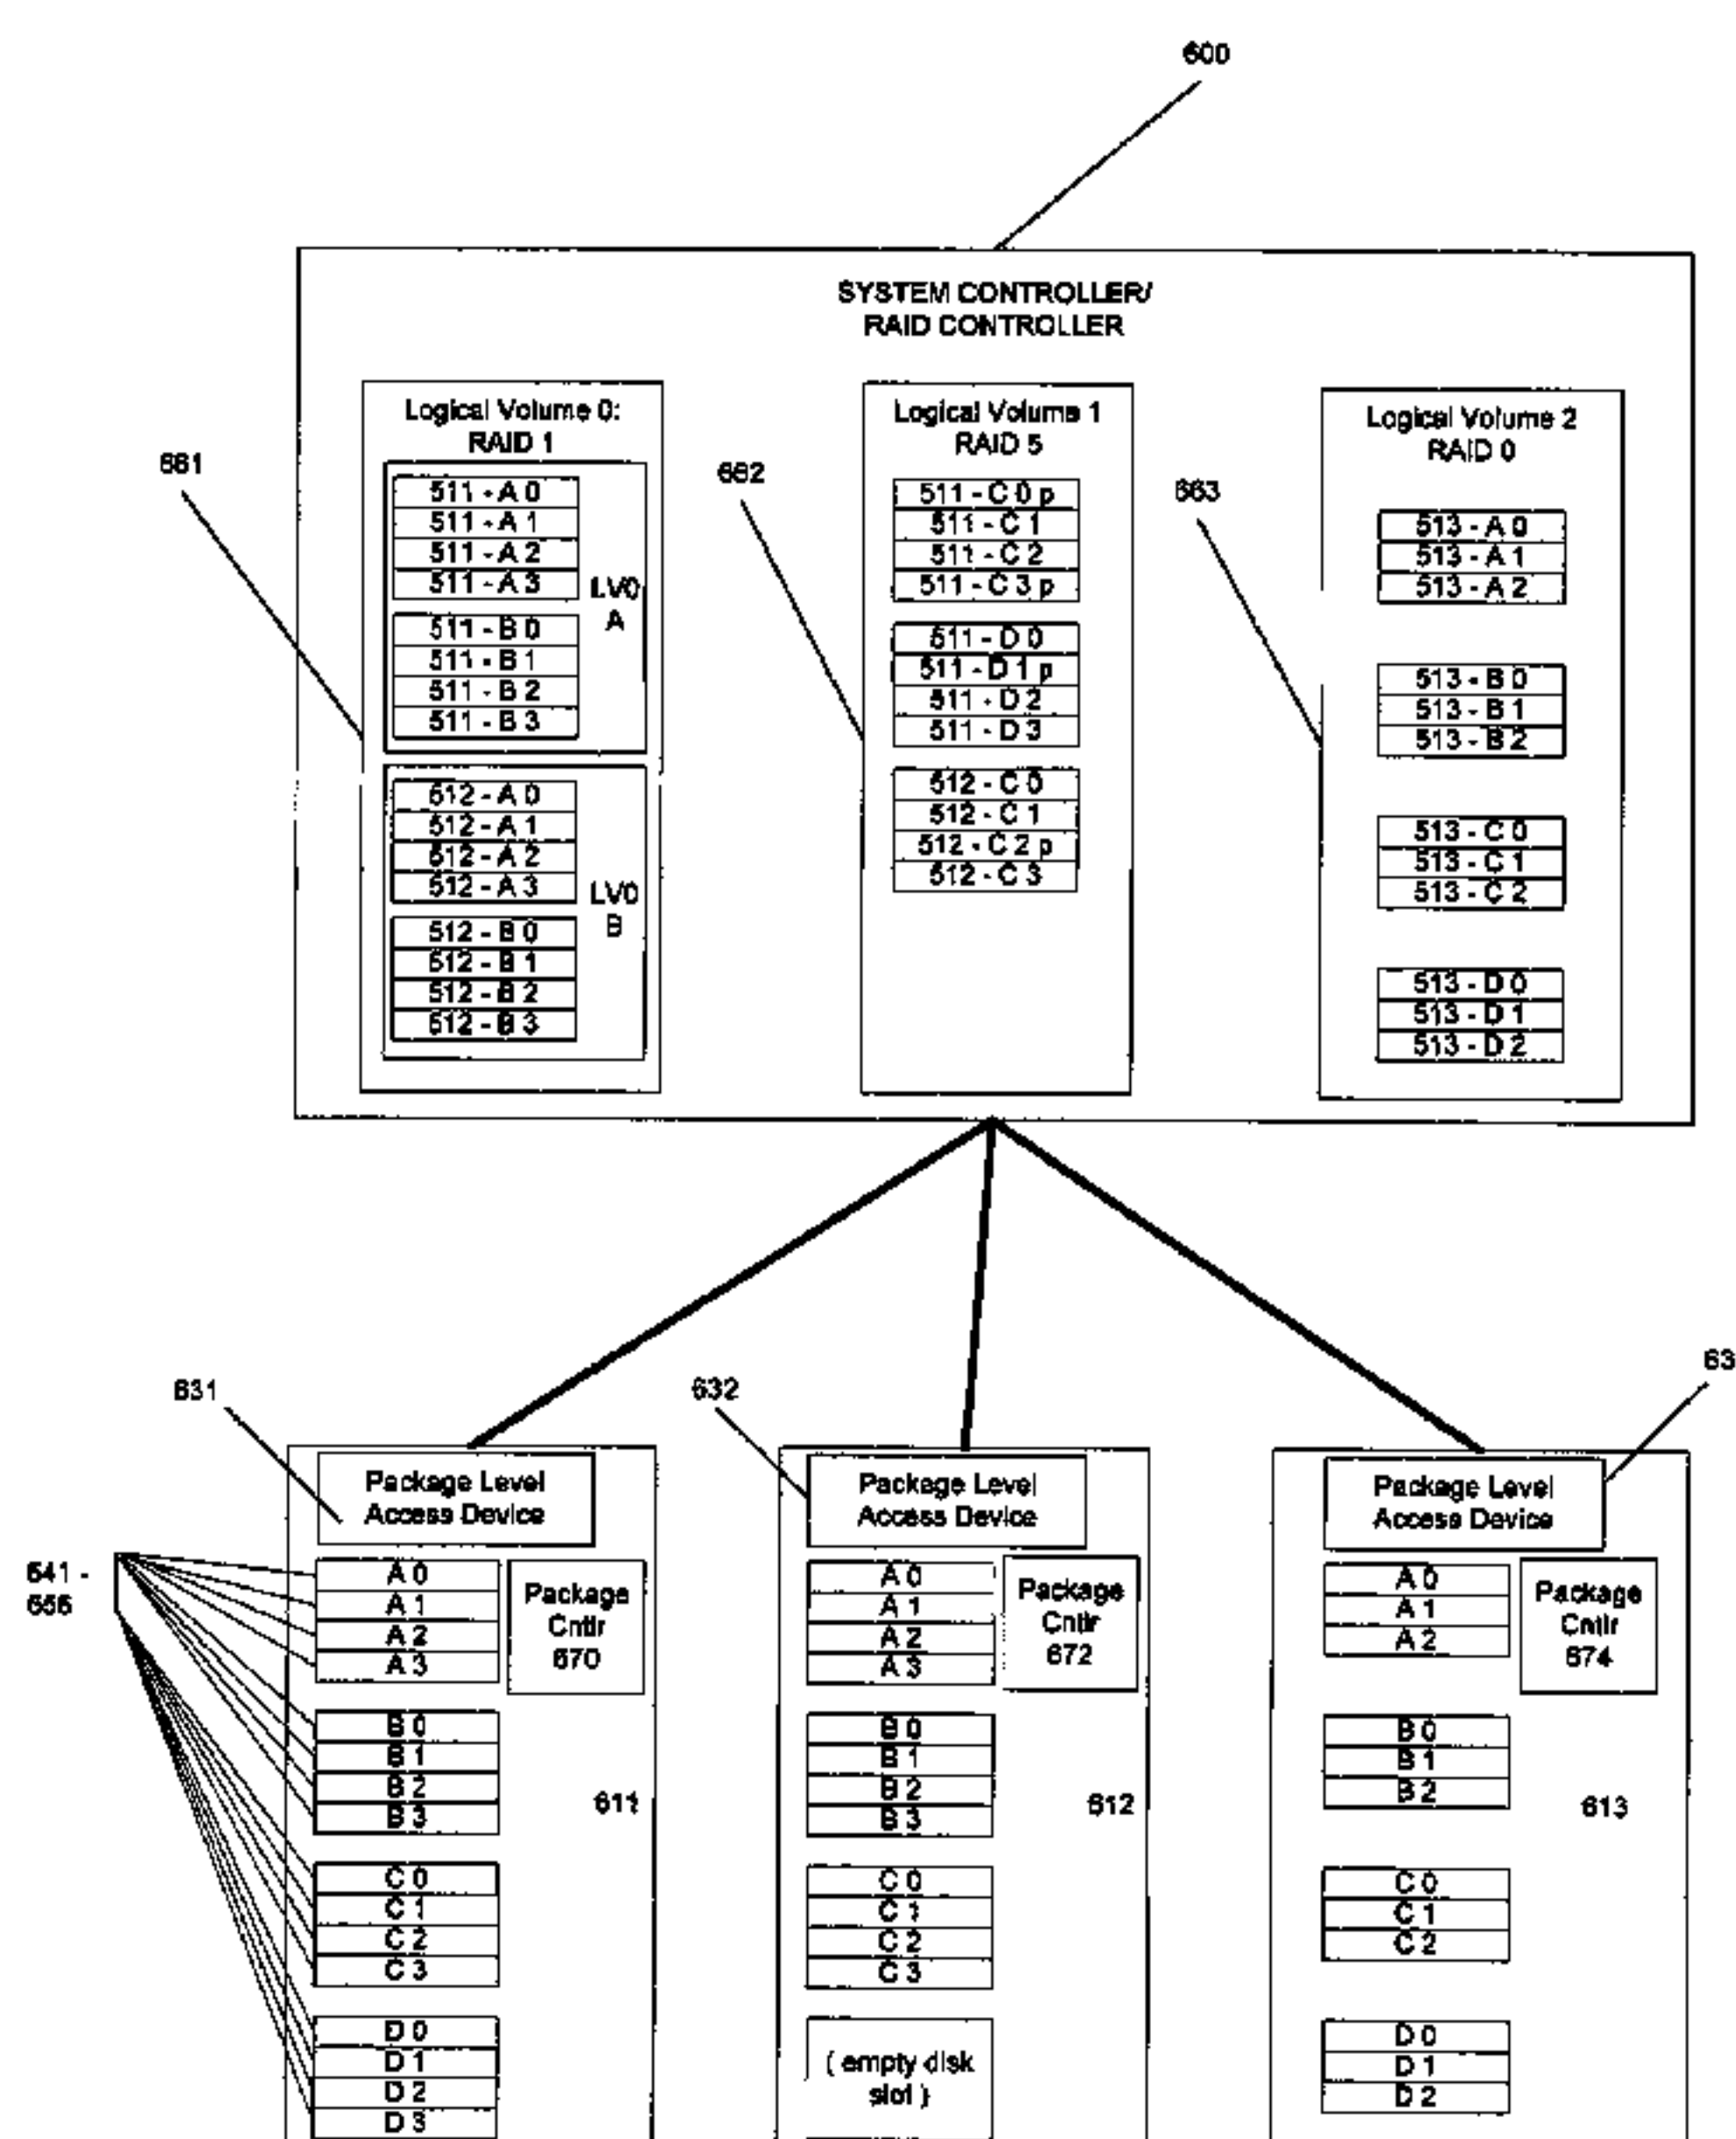 600
SYSTEM CONTROLLER/
RAID CONTROLLER
Logical Volume 0:
RAID 1
661
511 - A 0
511 - A 1
511 - A 2
511 - A 3
LV0
A
511 - B 0
511 - B 1
511 - B 2
511 - B 3
512 - A 0
512 - A 1
512 - A 2
512 - A 3
LV0
B
512 - B 0
512 - B 1
512 - B 2
512 - B 3
Logical Volume 1
RAID 5
662
511 - C 0 p
511 - C 1
511 - C 2
511 - C 3 p
511 - D 0
511 - D 1 p
511 - D 2
511 - D 3
512 - C 0
512 - C 1
512 - C 2 p
512 - C 3
Logical Volume 2
RAID 0
663
513 - A 0
513 - A 1
513 - A 2
513 - B 0
513 - B 1
513 - B 2
513 - C 0
513 - C 1
513 - C 2
513 - D 0
513 - D 1
513 - D 2
631
Package Level
Access Device
641 -
656
A 0
A 1
A 2
A 3
Package
Cntlr
670
B 0
B 1
B 2
B 3
611
C 0
C 1
C 2
C 3
D 0
D 1
D 2
D 3
632
Package Level
Access Device
A 0
A 1
A 2
A 3
Package
Cntlr
672
B 0
B 1
B 2
B 3
612
C 0
C 1
C 2
C 3
( empty disk
slot )
63
Package Level
Access Device
A 0
A 1
A 2
Package
Cntlr
674
B 0
B 1
B 2
613
C 0
C 1
C 2
D 0
D 1
D 2